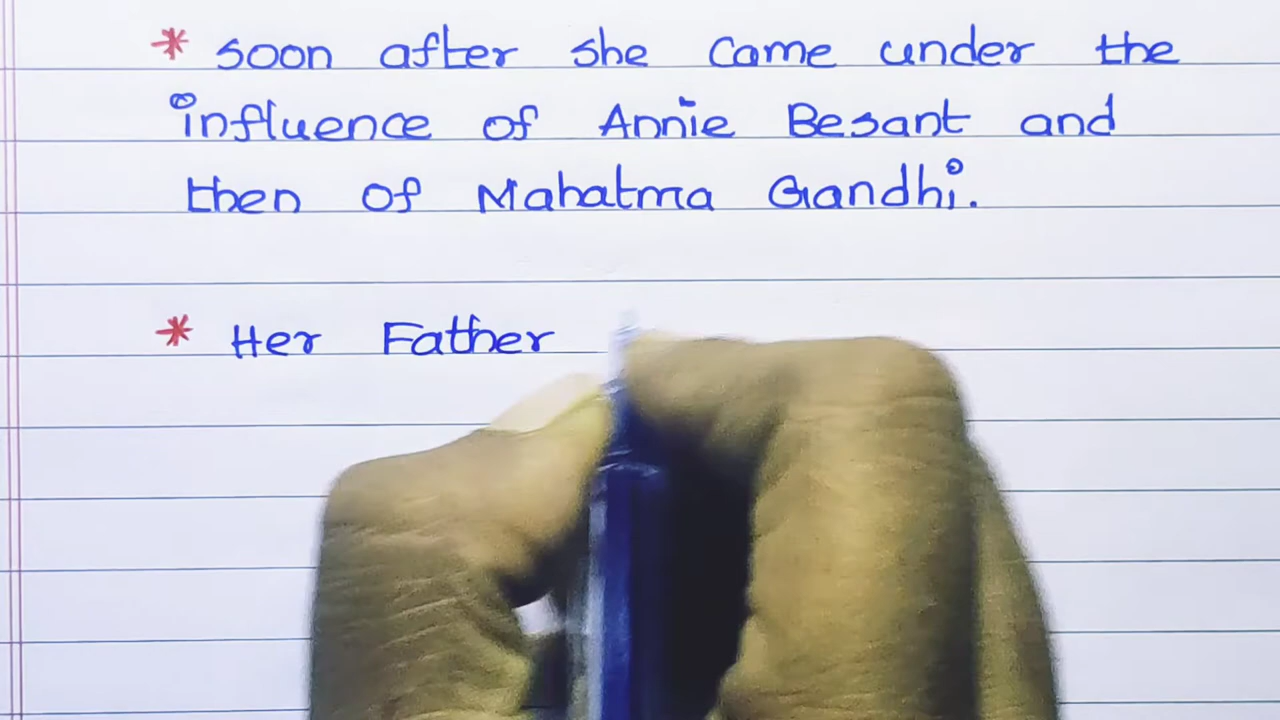 * soon after she came under the
influence of Annie Besant and
then of Mahatma Gandhi.
* Her Father